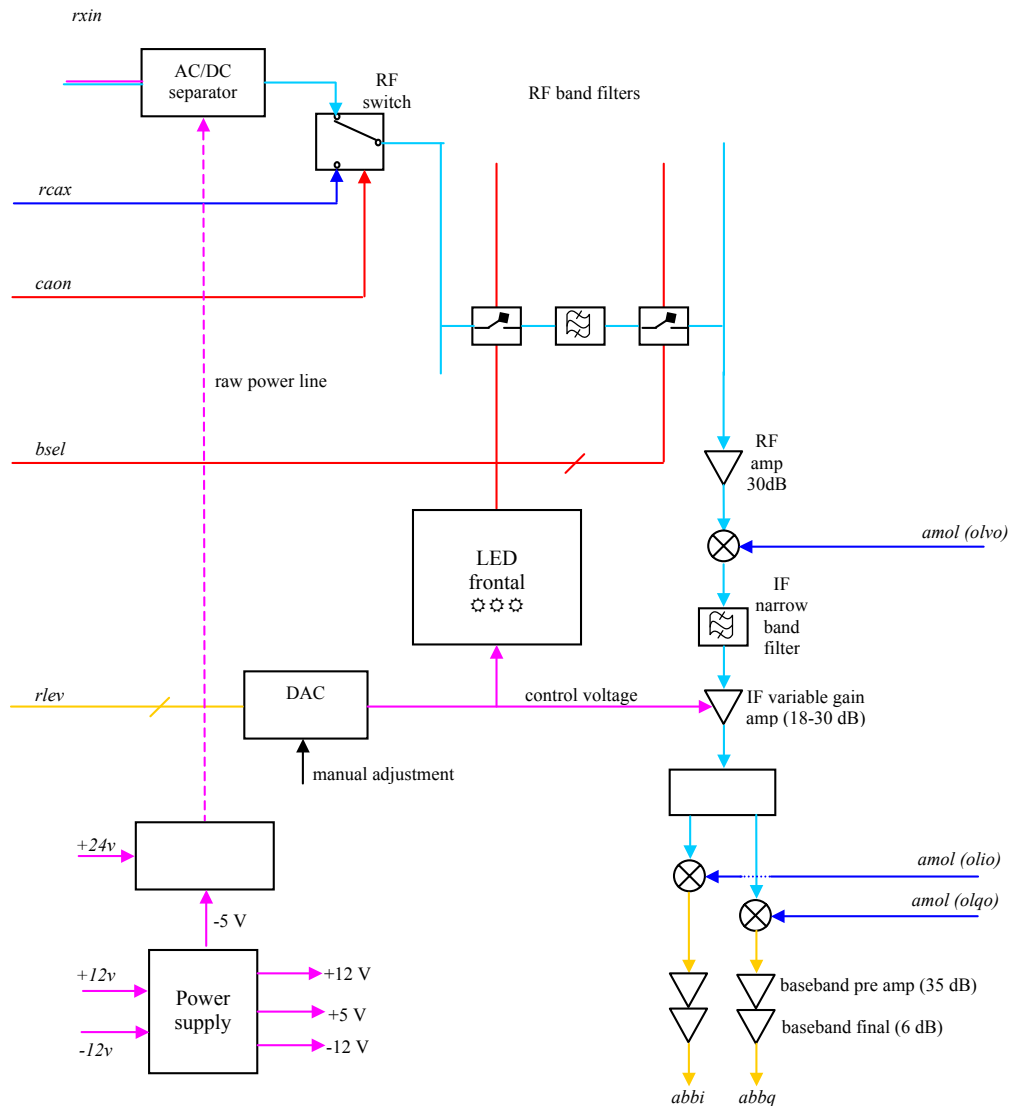 rxin
AC/DC
separator
RF
switch
RF band filters
rcax
caon
raw power line
bsel
RF
amp
30dB
amol (olvo)
LED
frontal
IF
narrow
band
filter
rlev
DAC
control voltage
IF variable gain
amp (18-30 dB)
manual adjustment
+24v
amol (olio)
amol (olqo)
-5 V
+12v
+12 V
Power
supply
+5 V
-12v
-12 V
baseband pre amp (35 dB)
baseband final (6 dB)
abbi
abbq